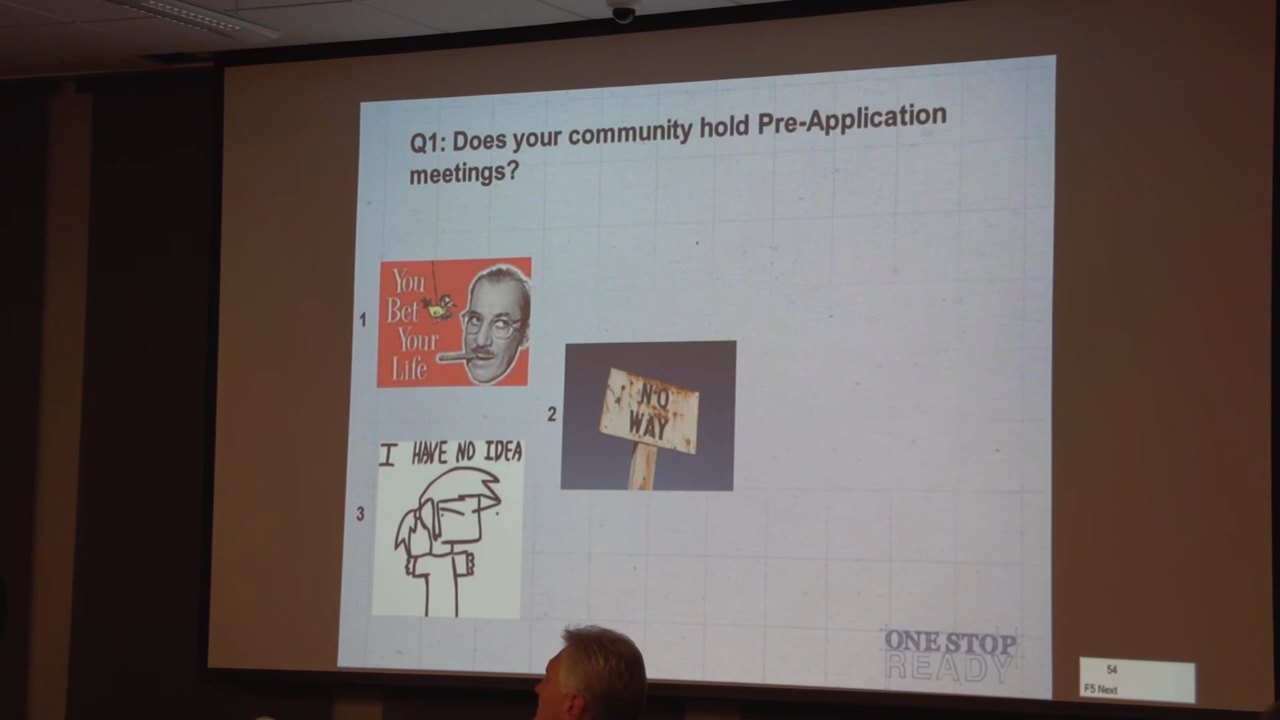 Q1: Does your community hold Pre-Application
meetings?
1
You
Bet
Your
Life
2
NO
WAY
3
I HAVE NO IDEA
ONE STOP
READY
54
F5 Next